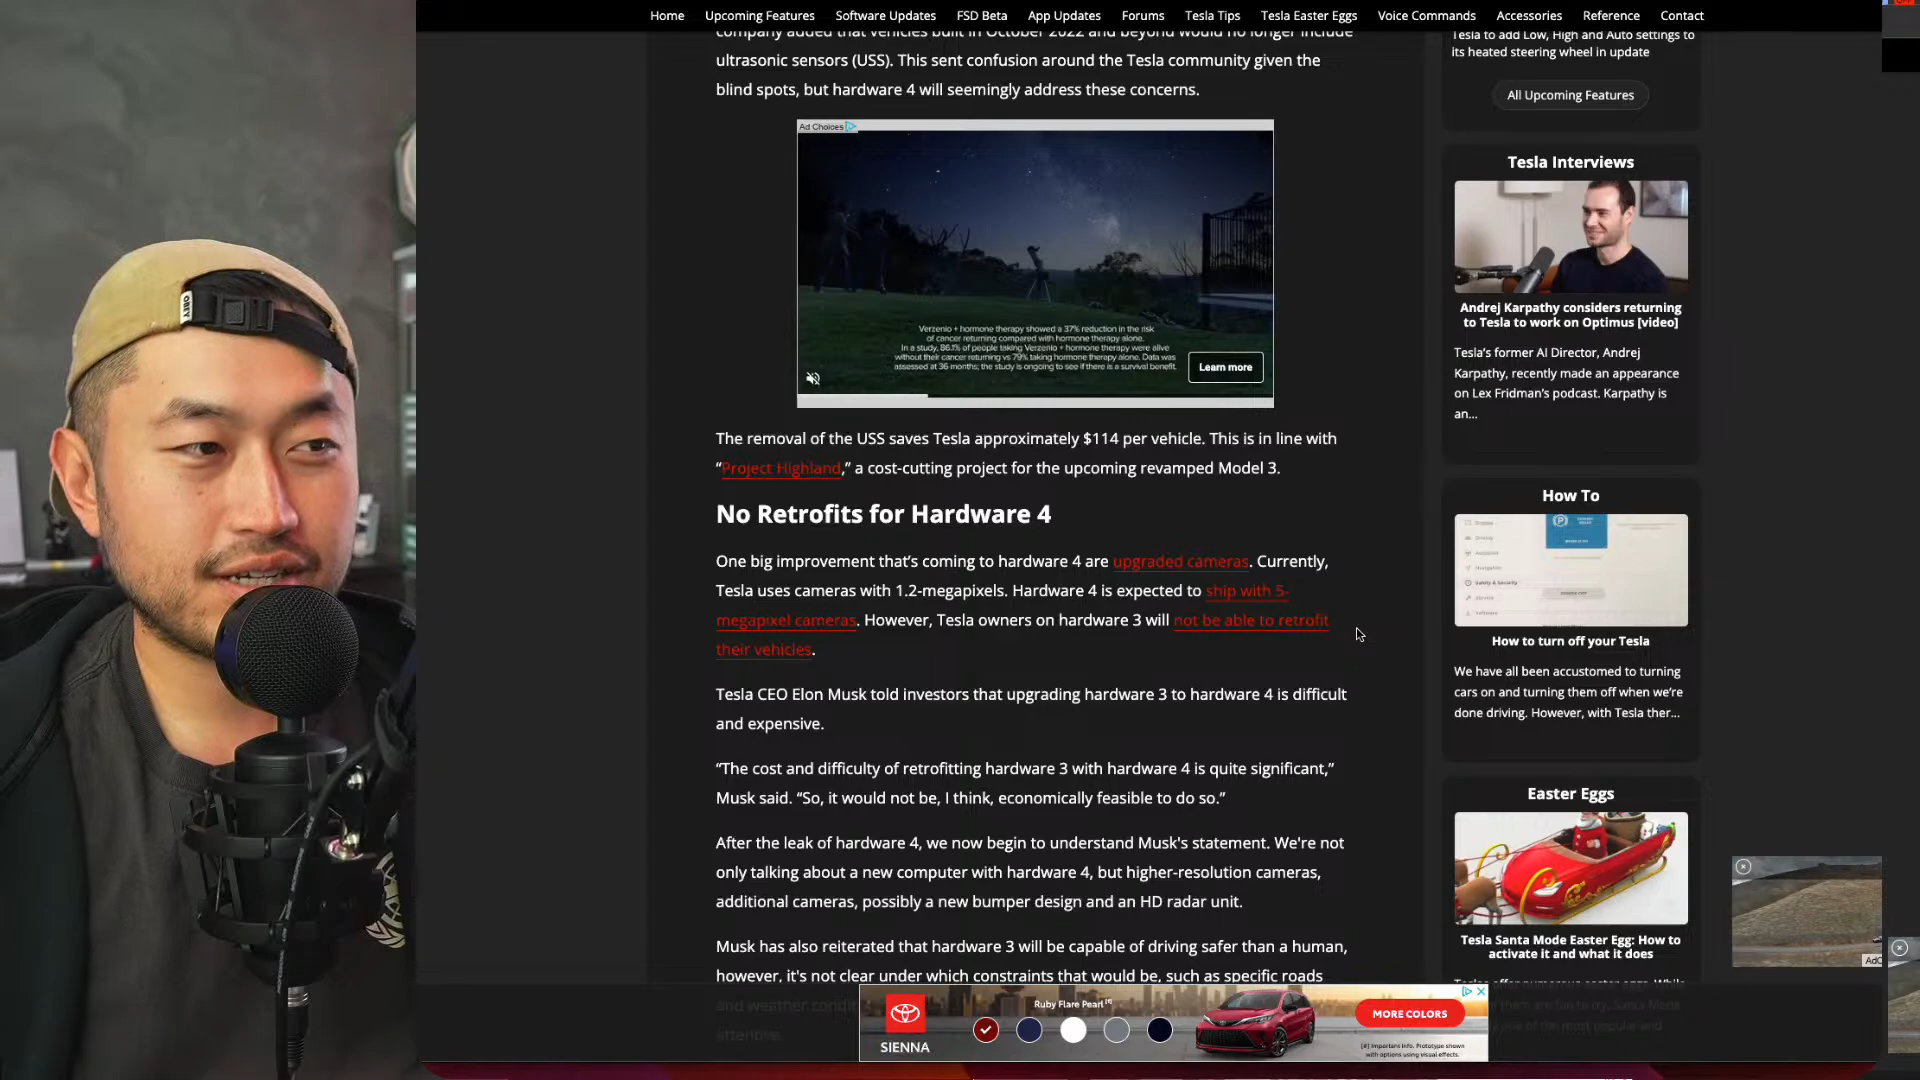 Home Upcoming Features Software Updates FSD Beta App Updates Forums Tesla Tips Tesla Easter Eggs Voice Commands Accessories Reference Contact
company added that vehicles built in October 2022 and beyond would no longer include
ultrasonic sensors (USS). This sent confusion around the Tesla community given the
blind spots, but hardware 4 will seemingly address these concerns.
Ad Choices
Verzenio + hormone therapy showed a 37% reduction in the risk
of cancer returning compared with hormone therapy alone.
In a study, 86.1% of people taking Verzenio + hormone therapy were alive
without their cancer returning vs 79% taking hormone therapy alone. Data was
assessed at 36 months; the study is ongoing to see if there is a survival benefit.
Learn more
The removal of the USS saves Tesla approximately $114 per vehicle. This is in line with
“Project Highland,” a cost-cutting project for the upcoming revamped Model 3.
No Retrofits for Hardware 4
One big improvement that’s coming to hardware 4 are upgraded cameras. Currently,
Tesla uses cameras with 1.2-megapixels. Hardware 4 is expected to ship with 5-
megapixel cameras. However, Tesla owners on hardware 3 will not be able to retrofit
their vehicles.
Tesla CEO Elon Musk told investors that upgrading hardware 3 to hardware 4 is difficult
and expensive.
“The cost and difficulty of retrofitting hardware 3 with hardware 4 is quite significant,”
Musk said. “So, it would not be, I think, economically feasible to do so.”
After the leak of hardware 4, we now begin to understand Musk's statement. We're not
only talking about a new computer with hardware 4, but higher-resolution cameras,
additional cameras, possibly a new bumper design and an HD radar unit.
Musk has also reiterated that hardware 3 will be capable of driving safer than a human,
however, it's not clear under which constraints that would be, such as specific roads
and weather condit
attentive.
Tesla to add Low, High and Auto settings to
its heated steering wheel in update
All Upcoming Features
Tesla Interviews
Andrej Karpathy considers returning
to Tesla to work on Optimus [video]
Tesla’s former AI Director, Andrej
Karpathy, recently made an appearance
on Lex Fridman’s podcast. Karpathy is
an...
How To
How to turn off your Tesla
We have all been accustomed to turning
cars on and turning them off when we’re
done driving. However, with Tesla ther...
Easter Eggs
Tesla Santa Mode Easter Egg: How to
activate it and what it does
SIENNA
Ruby Flare Pearl
MORE COLORS
[#] Important Info. Prototype shown
with options using visual effects.
OBEY